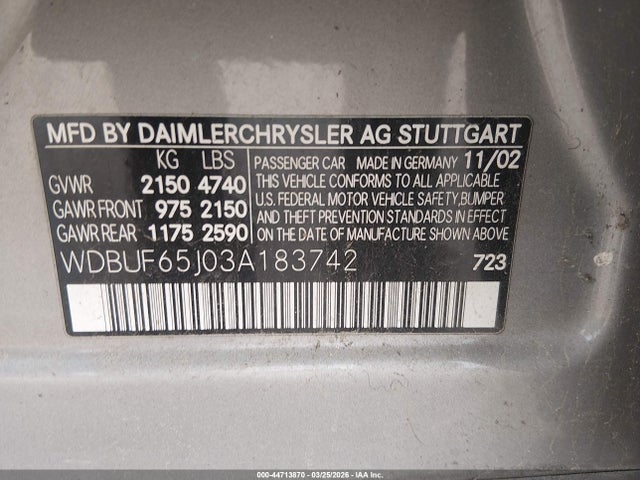 MFD BY DAIMLERCHRYSLER AG STUTTGART
KG LBS
GVWR 2150 4740
GAWR FRONT 975 2150
GAWR REAR 1175 2590
PASSENGER CAR MADE IN GERMANY 11/02
THIS VEHICLE CONFORMS TO ALL APPLICABLE
U.S. FEDERAL MOTOR VEHICLE SAFETY, BUMPER
AND THEFT PREVENTION STANDARDS IN EFFECT
ON THE DATE OF MANUFACTURE SHOWN ABOVE.
WDBUF65J03A183742 723
000-44713870 - 03/25/2026 - IAAI.com